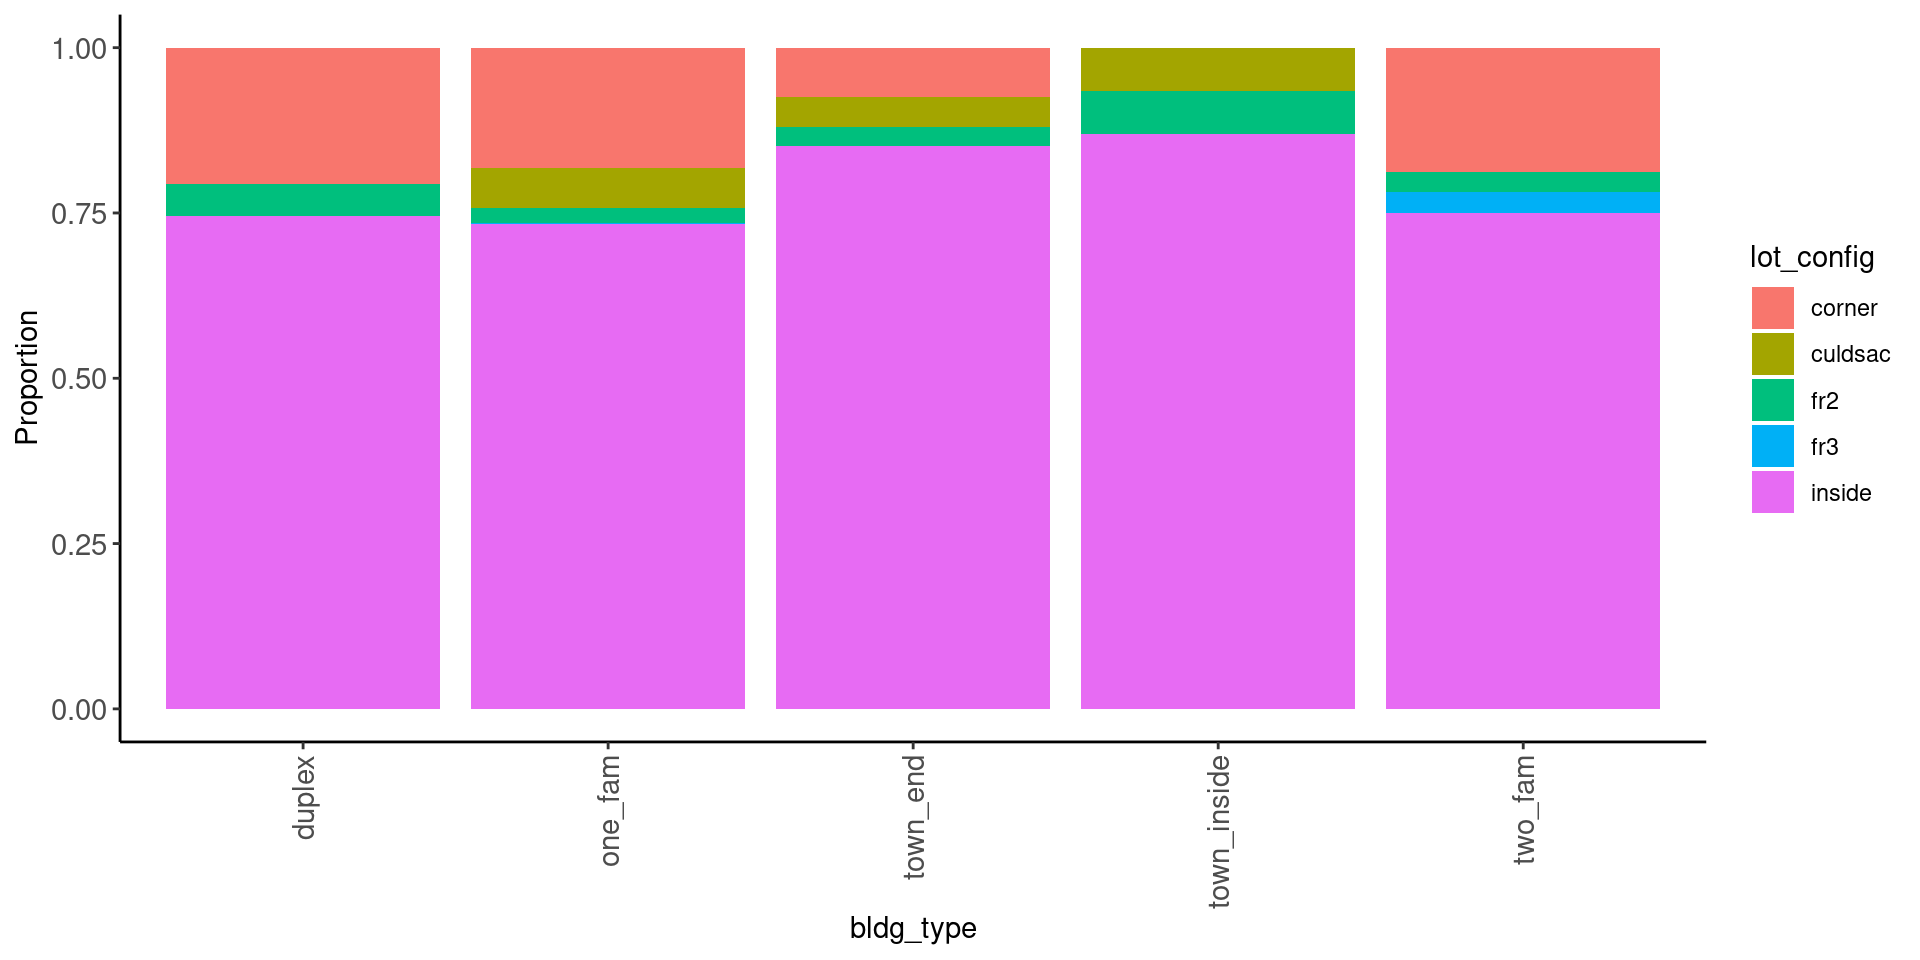 1.00
0.75
0.50
0.25
0.00
Proportion
duplex
one_fam
town_end
town_inside
two_fam
bldg_type
lot_config
corner
culdsac
fr2
fr3
inside